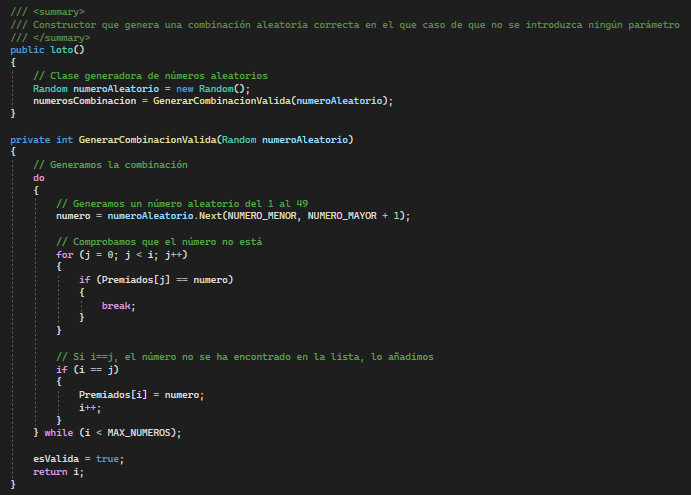 /// <summary>
/// Constructor que genera una combinación aleatoria correcta en el que caso de que no se introduzca ningún parámetro
/// </summary>
public loto()
{
// Clase generadora de números aleatorios
Random numeroAleatorio = new Random();
numerosCombinacion = GenerarCombinacionValida(numeroAleatorio);
}
private int GenerarCombinacionValida(Random numeroAleatorio)
{
// Generamos la combinación
do
{
// Generamos un número aleatorio del 1 al 49
numero = numeroAleatorio.Next(NUMERO_MENOR, NUMERO_MAYOR + 1);
// Comprobamos que el número no está
for (j = 0; j < i; j++)
{
if (Premiados[j] == numero)
{
break;
}
}
// Si i==j, el número no se ha encontrado en la lista, lo añadimos
if (i == j)
{
Premiados[i] = numero;
i++;
}
} while (i < MAX_NUMEROS);
esValida = true;
return i;
}